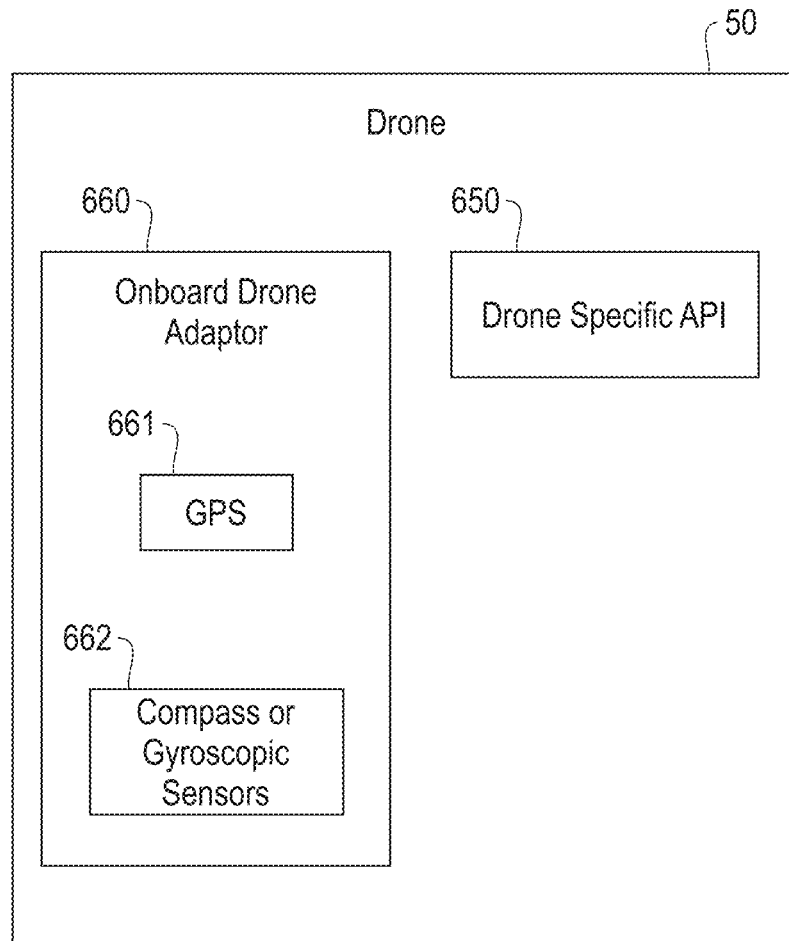 50
Drone
660
650
Onboard Drone
Adaptor
Drone Specific API
661
GPS
662
Compass or
Gyroscopic
Sensors